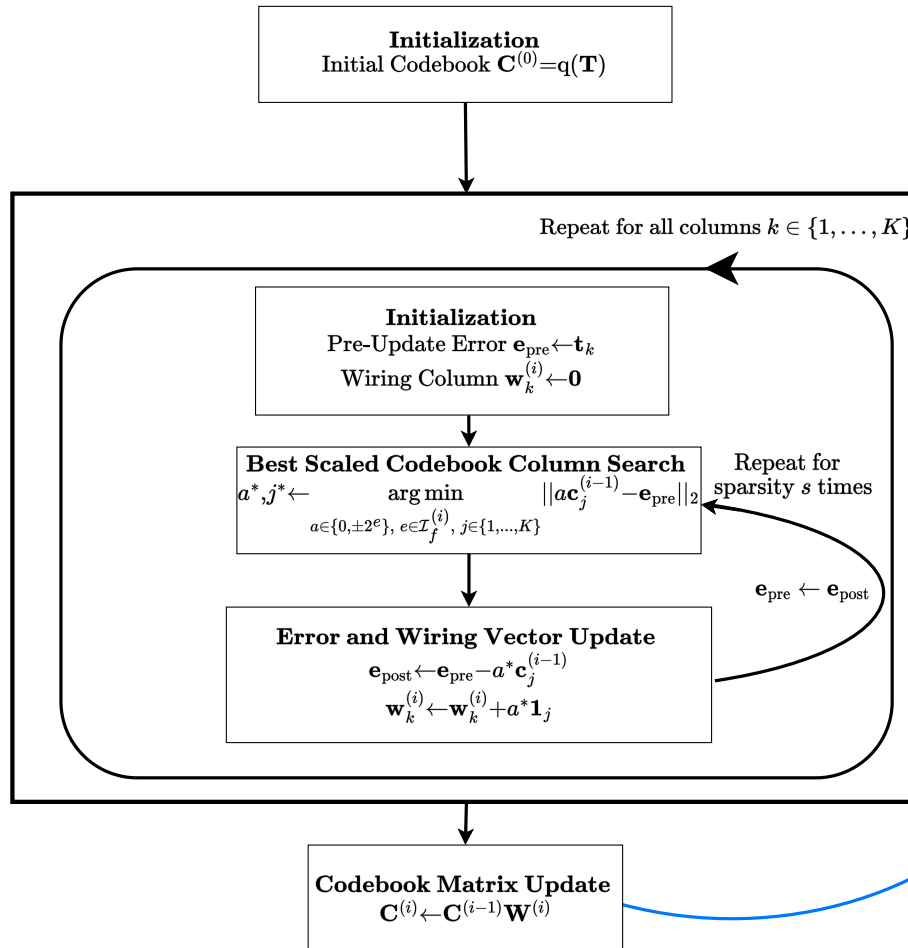 Initialization
Initial Codebook C^(0)=q(T)
Repeat for all columns k ∈ {1, . . . , K}
Initialization
Pre-Update Error e_pre←t_k
Wiring Column w_k^(i)←0
Best Scaled Codebook Column Search
a*,j*← arg min ||ac_j^(i−1)−e_pre||_2
a∈{0,±2^e}, e∈I_f^(i), j∈{1,...,K}
Repeat for
sparsity s times
e_pre ← e_post
Error and Wiring Vector Update
e_post←e_pre−a*c_j^(i−1)
w_k^(i)←w_k^(i)+a*1_j
Codebook Matrix Update
C^(i)←C^(i−1)W^(i)